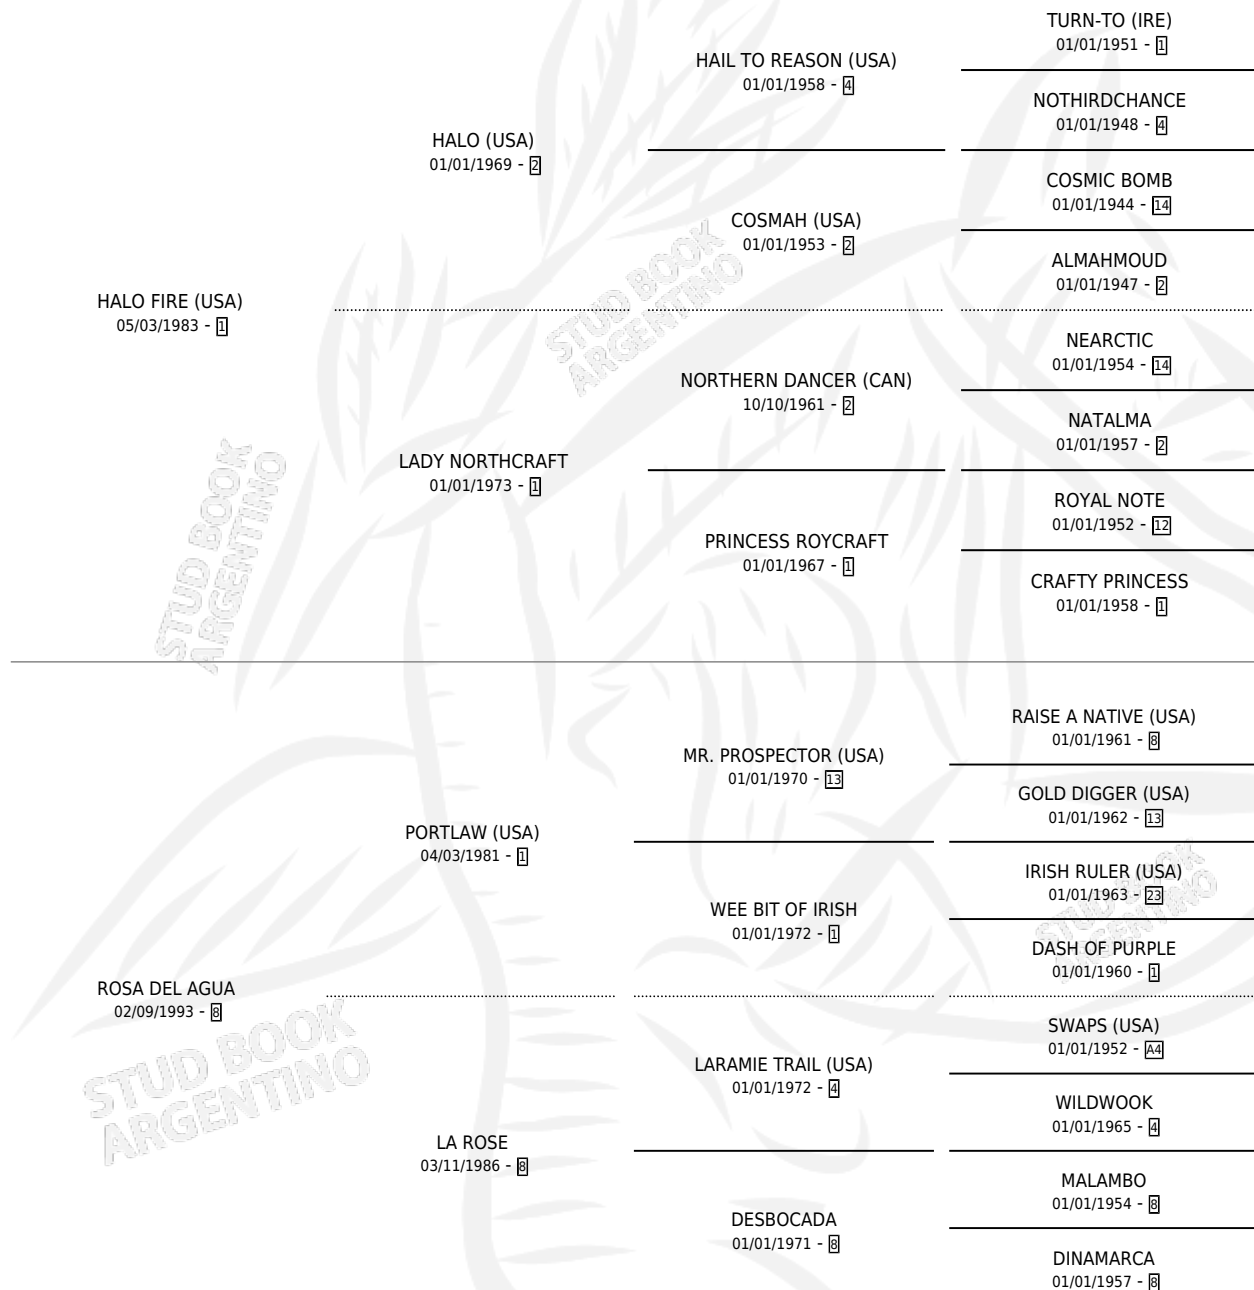 TURN-TO (IRE)
01/01/1951 - 1
HAIL TO REASON (USA)
01/01/1958 - 4
NOTHIRDCHANCE
01/01/1948 - 4
HALO (USA)
01/01/1969 - 2
COSMIC BOMB
01/01/1944 - 14
COSMAH (USA)
01/01/1953 - 2
ALMAHMOUD
01/01/1947 - 2
HALO FIRE (USA)
05/03/1983 - 1
NEARCTIC
01/01/1954 - 14
NORTHERN DANCER (CAN)
10/10/1961 - 2
NATALMA
01/01/1957 - 2
LADY NORTHCRAFT
01/01/1973 - 1
ROYAL NOTE
01/01/1952 - 12
PRINCESS ROYCRAFT
01/01/1967 - 1
CRAFTY PRINCESS
01/01/1958 - 1
RAISE A NATIVE (USA)
01/01/1961 - 8
MR. PROSPECTOR (USA)
01/01/1970 - 13
GOLD DIGGER (USA)
01/01/1962 - 13
PORTLAW (USA)
04/03/1981 - 1
IRISH RULER (USA)
01/01/1963 - 23
WEE BIT OF IRISH
01/01/1972 - 1
DASH OF PURPLE
01/01/1960 - 1
ROSA DEL AGUA
02/09/1993 - 8
SWAPS (USA)
01/01/1952 - A4
LARAMIE TRAIL (USA)
01/01/1972 - 4
WILDWOOK
01/01/1965 - 4
LA ROSE
03/11/1986 - 8
MALAMBO
01/01/1954 - 8
DESBOCADA
01/01/1971 - 8
DINAMARCA
01/01/1957 - 8
STUD BOOK
ARGENTINO
STUD BOOK
ARGENTINO
STUD BOOK
ARGENTINO
STUD BOOK
ARGENTINO